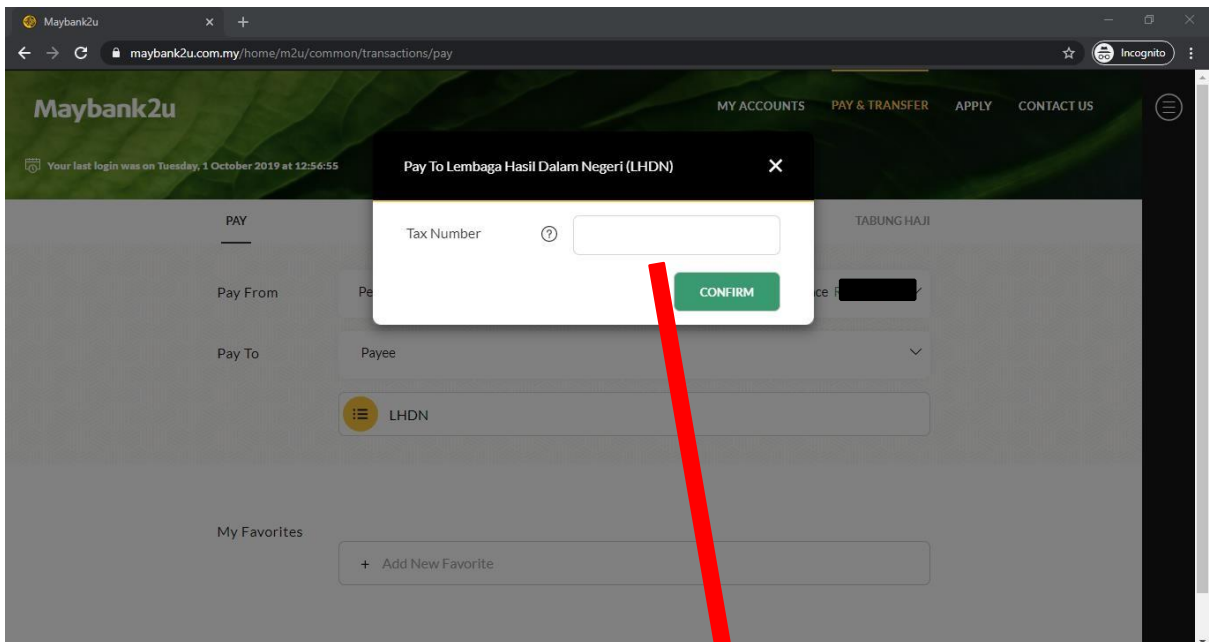 Maybank2u
maybank2u.com.my/home/m2u/common/transactions/pay
Incognito
Maybank2u
MY ACCOUNTS PAY & TRANSFER APPLY CONTACT US
Your last login was on Tuesday, 1 October 2019 at 12:56:55
Pay To Lembaga Hasil Dalam Negeri (LHDN)
PAY
TABUNG HAJI
Tax Number
CONFIRM
Pay From
Pay To
Payee
LHDN
My Favorites
+ Add New Favorite